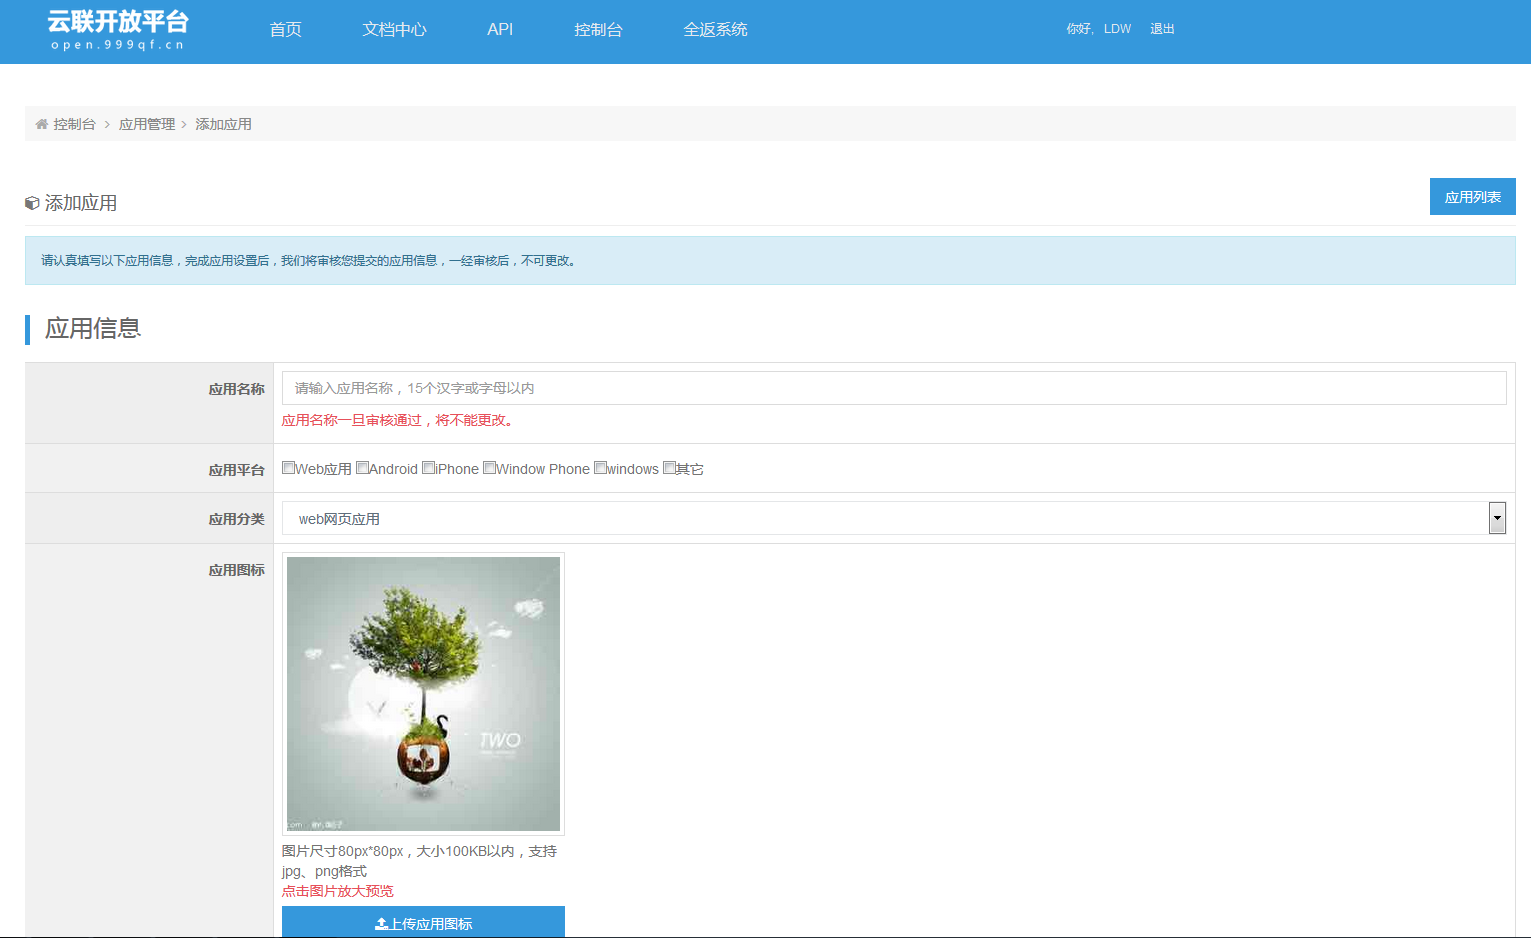 云联开放平台
open.999qf.cn
首页 文档中心 API 控制台 全返系统 你好, LDW 退出
控制台 > 应用管理 > 添加应用
添加应用
应用列表
请认真填写以下应用信息，完成应用设置后，我们将审核您提交的应用信息，一经审核后，不可更改。
应用信息
应用名称 请输入应用名称，15个汉字或字母以内
应用名称一旦审核通过，将不能更改。
应用平台 Web应用 Android iPhone Window Phone windows 其它
应用分类 web网页应用
应用图标
TWO
图片尺寸80px*80px，大小100KB以内，支持
jpg、png格式
点击图片放大预览
上传应用图标